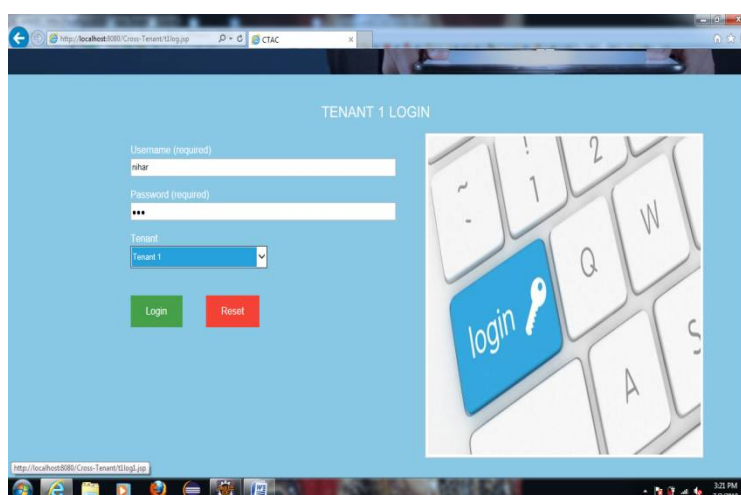 http://localhost:8080/Cross-Tenant/t1log.jsp
CTAC
TENANT 1 LOGIN
Username (required)
nihar
Password (required)
•••
Tenant
Tenant 1
Login Reset
~ ! 1 2
Q W
login
A S
http://localhost:8080/Cross-Tenant/t1log1.jsp
3:21 PM